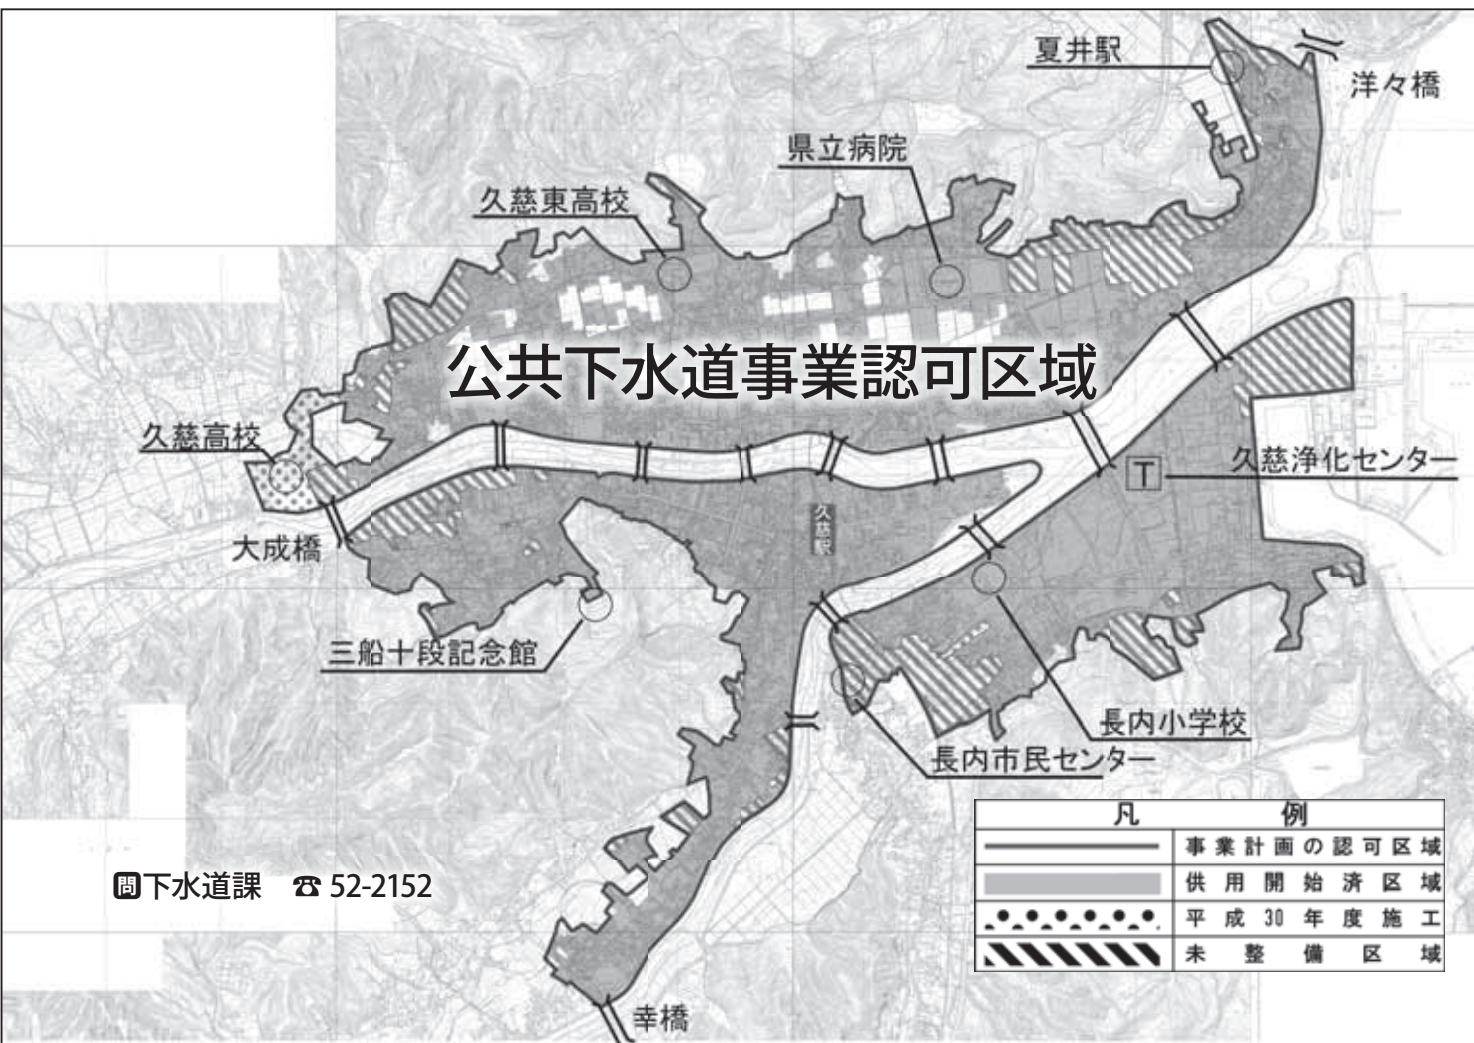 夏井駅
洋々橋
県立病院
久慈東高校
公共下水道事業認可区域
久慈高校
久慈浄化センター
T
久慈駅
大成橋
三船十段記念館
長内小学校
長内市民センター
凡例
事業計画の認可区域
供用開始済区域
平成30年度施工
未整備区域
問下水道課 ☎ 52-2152
幸橋